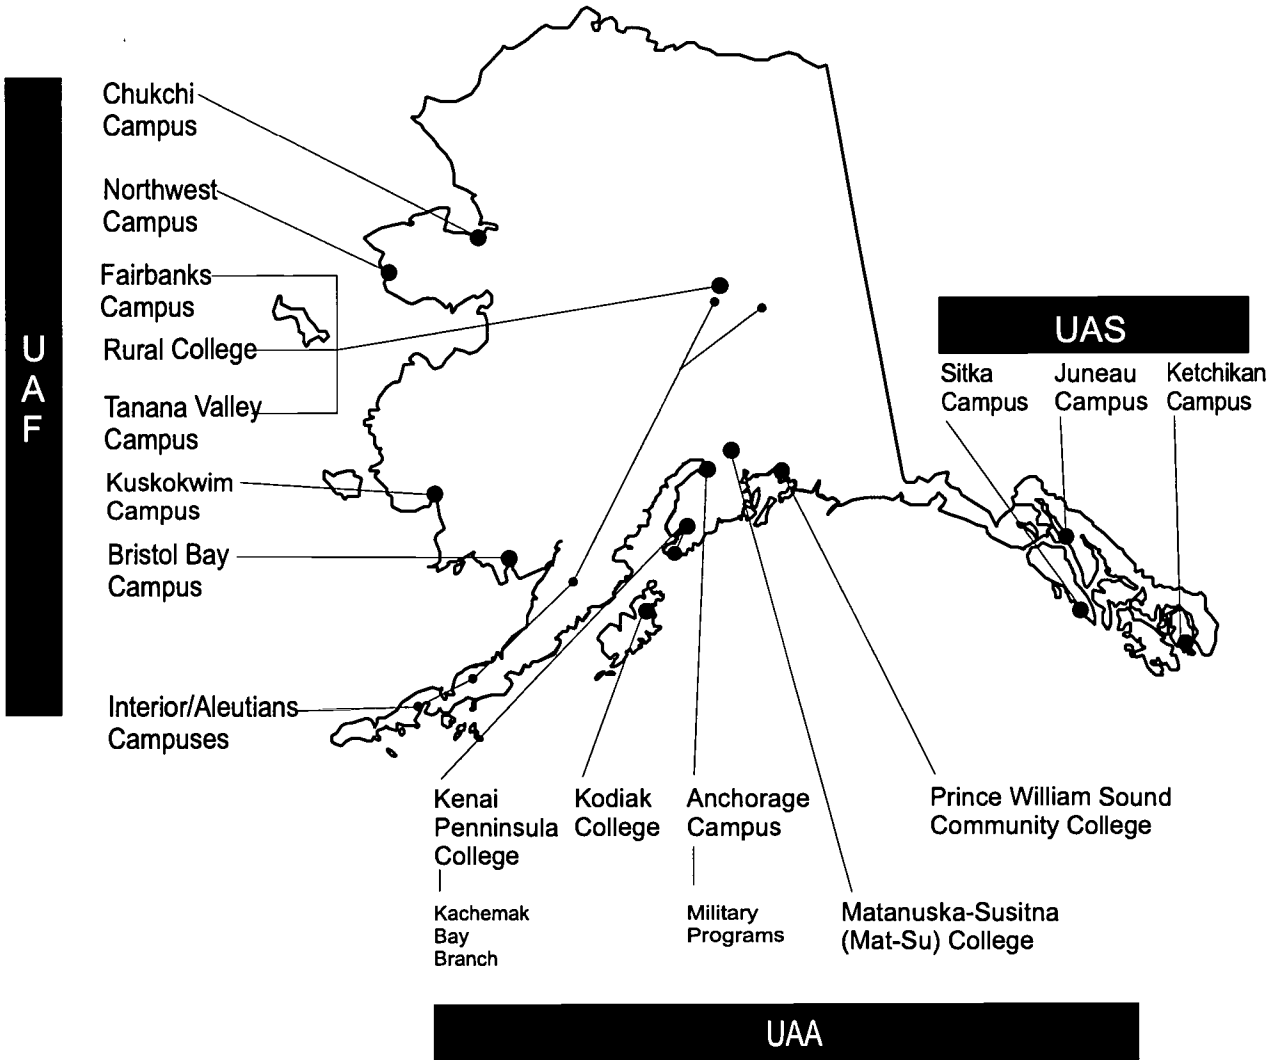 U
A
F
Chukchi
Campus
Northwest
Campus
Fairbanks
Campus
Rural College
Tanana Valley
Campus
Kuskokwim
Campus
Bristol Bay
Campus
Interior/Aleutians
Campuses
UAS
Sitka
Campus
Juneau
Campus
Ketchikan
Campus
Kenai
Penninsula
College
Kachemak
Bay
Branch
Kodiak
College
Anchorage
Campus
Military
Programs
Matanuska-Susitna
(Mat-Su) College
Prince William Sound
Community College
UAA